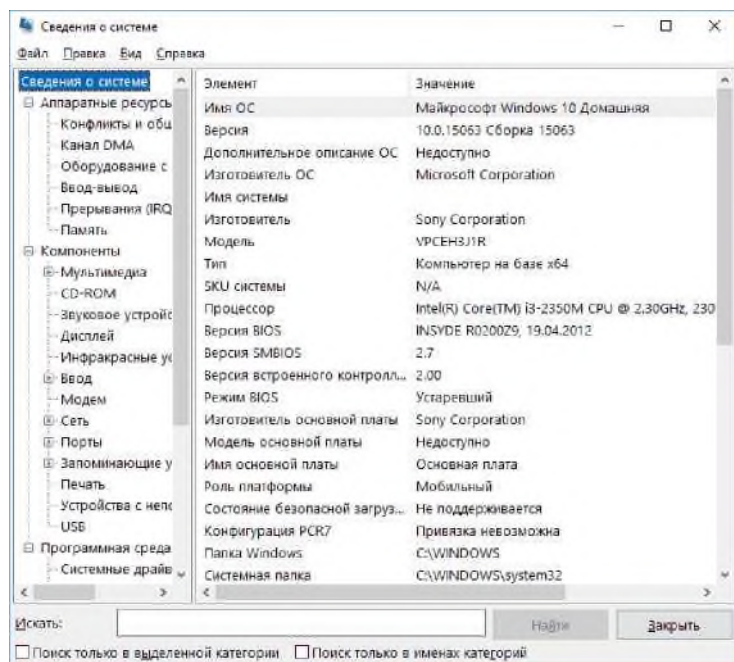 Сведения о системе
Файл Правка Вид Справка
Сведения о системе
Аппаратные ресурсы
Конфликты и общ
Канал DMA
Оборудование с
Ввод-вывод
Прерывания (IRQ
Память
Компоненты
Мультимедиа
CD-ROM
Звуковое устройс
Дисплей
Инфракрасные ус
Ввод
Модем
Сеть
Порты
Запоминающие у
Печать
Устройства с непо
USB
Программная среда
Системные драйв
Элемент Значение
Имя ОС Майкрософт Windows 10 Домашняя
Версия 10.0.15063 Сборка 15063
Дополнительное описание ОС Недоступно
Изготовитель ОС Microsoft Corporation
Имя системы
Изготовитель Sony Corporation
Модель VPCEH3J1R
Тип Компьютер на базе x64
SKU системы N/A
Процессор Intel(R) Core(TM) i3-2350M CPU @ 2.30GHz, 230
Версия BIOS INSYDE R0200Z9, 19.04.2012
Версия SMBIOS 2.7
Версия встроенного контролл... 2.00
Режим BIOS Устаревший
Изготовитель основной платы Sony Corporation
Модель основной платы Недоступно
Имя основной платы Основная плата
Роль платформы Мобильный
Состояние безопасной загруз... Не поддерживается
Конфигурация PCR7 Привязка невозможна
Папка Windows C:\WINDOWS
Системная папка C:\WINDOWS\system32
Искать: Найти Закрыть
Поиск только в выделенной категории Поиск только в именах категорий